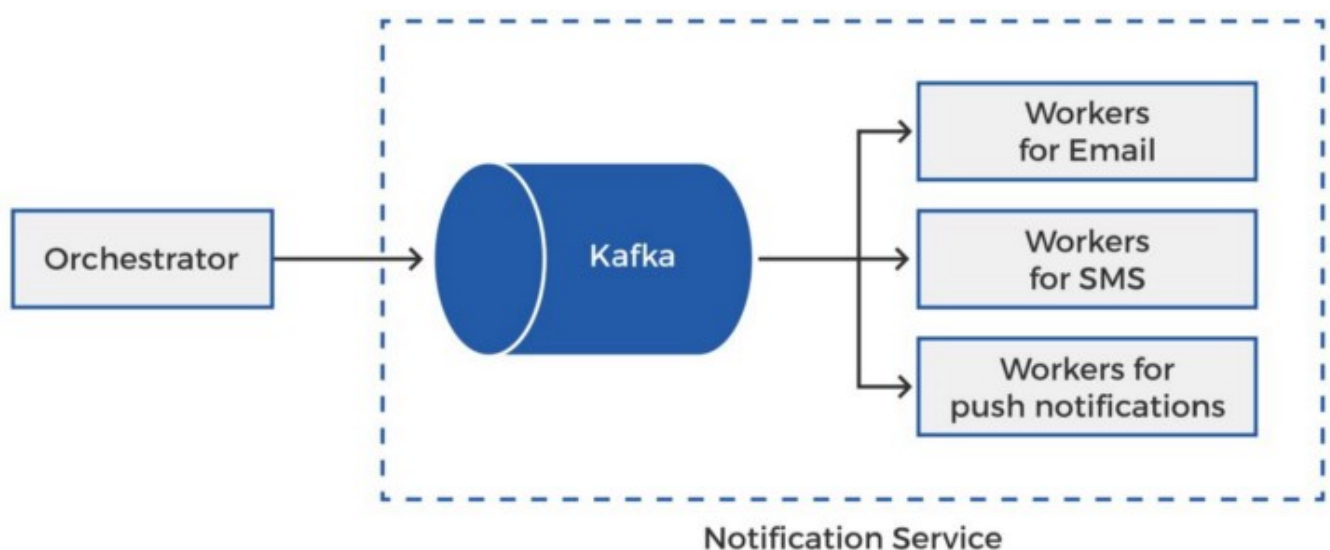 Orchestrator
Kafka
Workers
for Email
Workers
for SMS
Workers for
push notifications
Notification Service